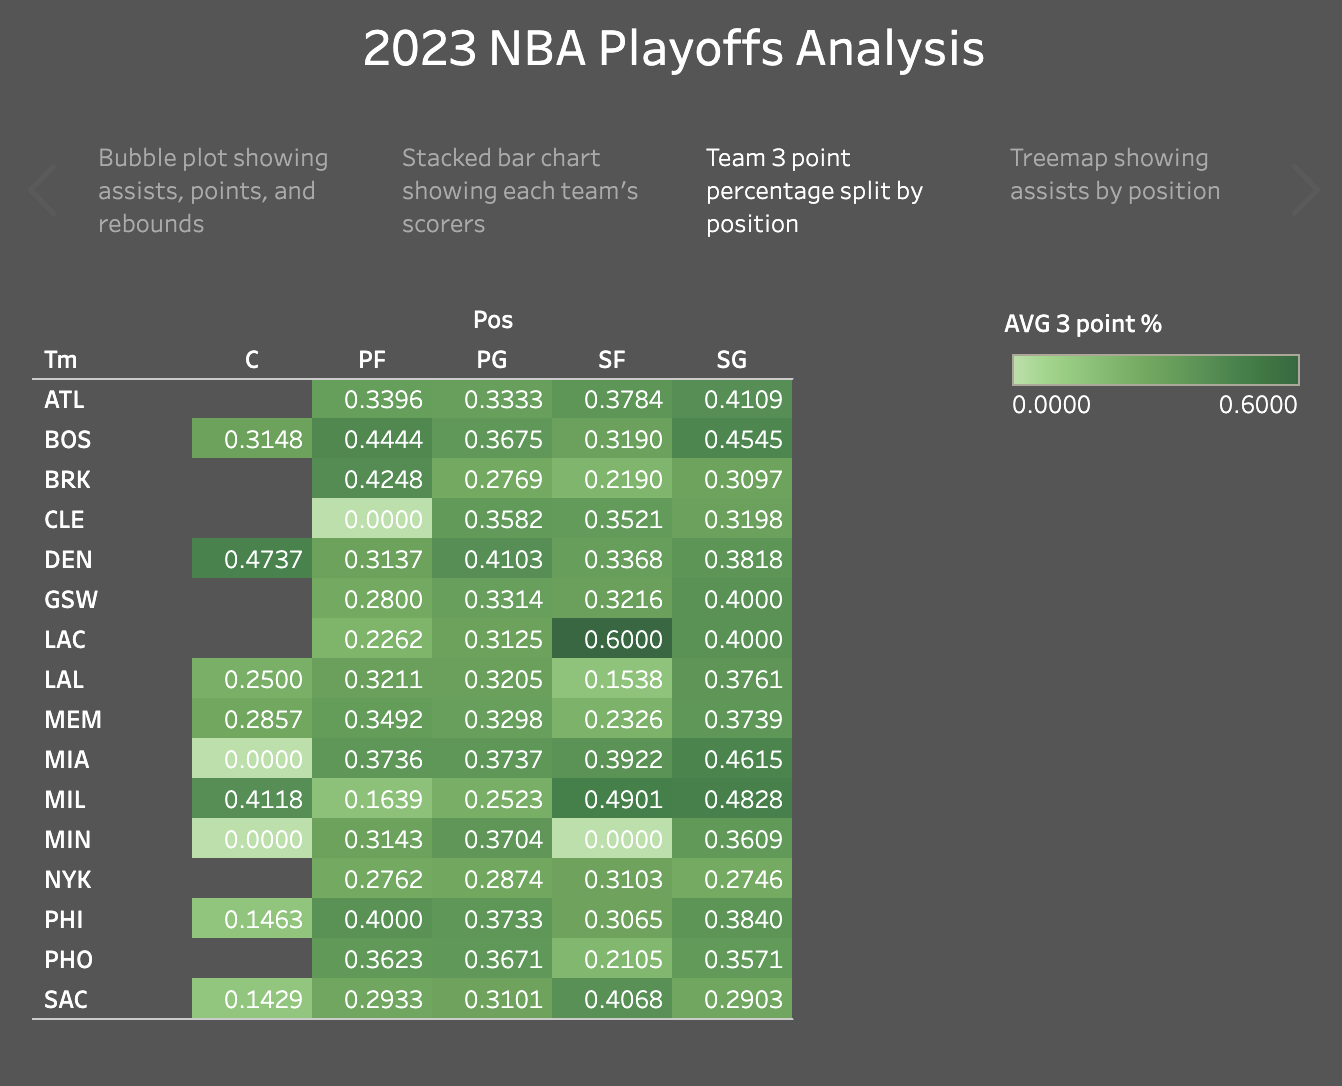 2023 NBA Playoffs Analysis
Bubble plot showing
assists, points, and
rebounds
Stacked bar chart
showing each team's
scorers
Team 3 point
percentage split by
position
Treemap showing
assists by position
Pos
Tm C PF PG SF SG
ATL 0.3396 0.3333 0.3784 0.4109
BOS 0.3148 0.4444 0.3675 0.3190 0.4545
BRK 0.4248 0.2769 0.2190 0.3097
CLE 0.0000 0.3582 0.3521 0.3198
DEN 0.4737 0.3137 0.4103 0.3368 0.3818
GSW 0.2800 0.3314 0.3216 0.4000
LAC 0.2262 0.3125 0.6000 0.4000
LAL 0.2500 0.3211 0.3205 0.1538 0.3761
MEM 0.2857 0.3492 0.3298 0.2326 0.3739
MIA 0.0000 0.3736 0.3737 0.3922 0.4615
MIL 0.4118 0.1639 0.2523 0.4901 0.4828
MIN 0.0000 0.3143 0.3704 0.0000 0.3609
NYK 0.2762 0.2874 0.3103 0.2746
PHI 0.1463 0.4000 0.3733 0.3065 0.3840
PHO 0.3623 0.3671 0.2105 0.3571
SAC 0.1429 0.2933 0.3101 0.4068 0.2903
AVG 3 point %
0.0000 0.6000